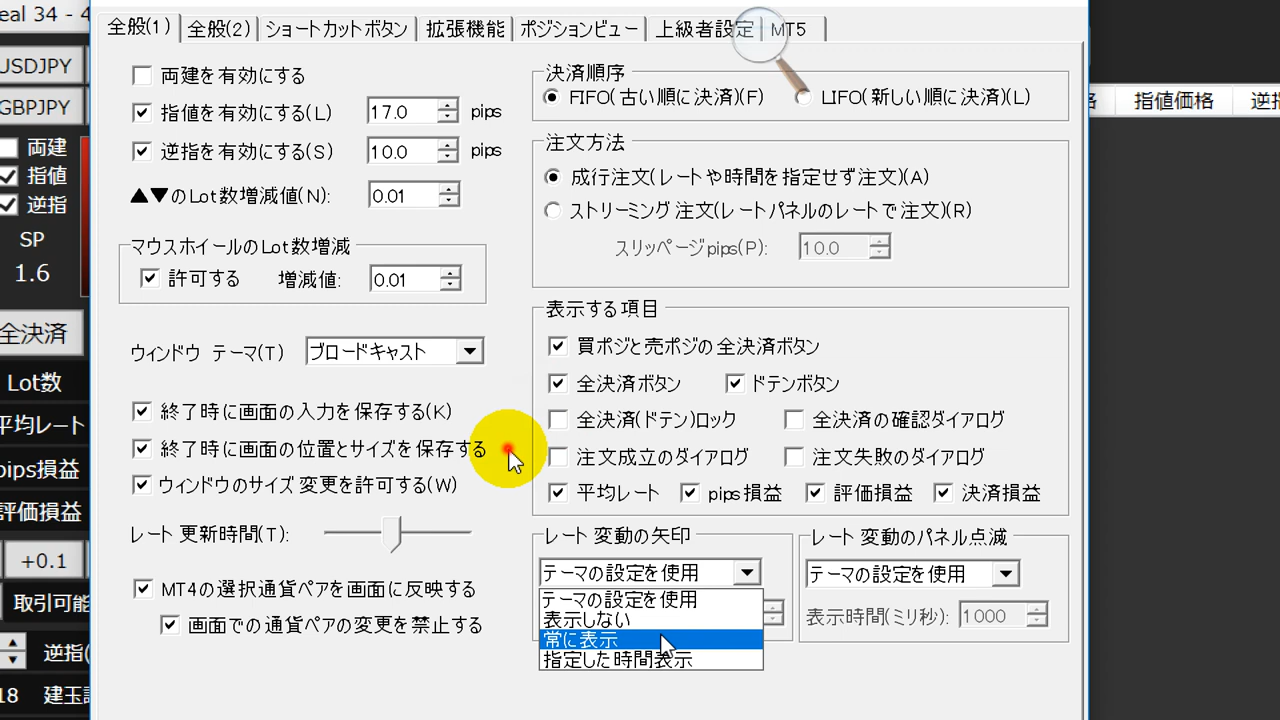 eal 34 - 4
USDJPY
GBPJPY
両建
指値
逆指
SP
1.6
全決済
Lot数
平均レート
pips損益
評価損益
+0.1
取引可能
逆指(
18
全般(1)
全般(2)
ショートカットボタン
拡張機能
ポジションビュー
上級者設定
MT5
両建を有効にする
指値を有効にする(L)
17.0
pips
逆指を有効にする(S)
10.0
pips
▲▼のLot数増減値(N):
0.01
マウスホイールのLot数増減
許可する
増減値:
0.01
ウィンドウ テーマ(T)
ブロードキャスト
終了時に画面の入力を保存する(K)
終了時に画面の位置とサイズを保存する
ウィンドウのサイズ変更を許可する(W)
レート更新時間(T):
MT4の選択通貨ペアを画面に反映する
画面での通貨ペアの変更を禁止する
決済順序
FIFO(古い順に決済)(F)
LIFO(新しい順に決済)(L)
注文方法
成行注文(レートや時間を指定せず注文)(A)
ストリーミング注文(レートパネルのレートで注文)(R)
スリッページpips(P):
10.0
表示する項目
買ポジと売ポジの全決済ボタン
全決済ボタン
ドテンボタン
全決済(ドテン)ロック
全決済の確認ダイアログ
注文成立のダイアログ
注文失敗のダイアログ
平均レート
pips損益
評価損益
決済損益
レート変動の矢印
テーマの設定を使用
テーマの設定を使用
表示しない
常に表示
指定した時間表示
レート変動のパネル点滅
テーマの設定を使用
表示時間(ミリ秒):
1000
格
指値価格
逆指